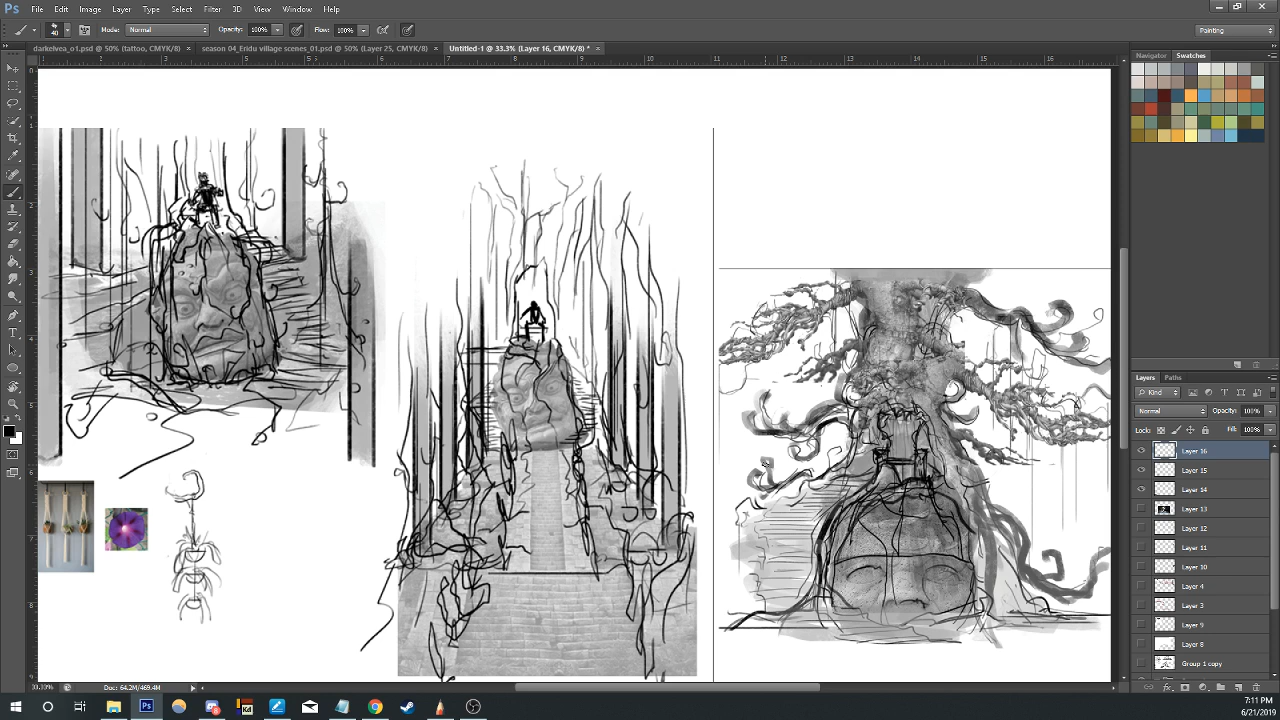 Ps File Edit Image Layer Type Select Filter 3D View Window Help
40 Mode: Normal Opacity: 100% Flow: 100% Painting
darkelvea_o1.psd @ 50% (tattoo, CMYK/8) × season 04_Eridu village scenes_01.psd @ 50% (Layer 25, CMYK/8) × Untitled-1 @ 33.3% (Layer 16, CMYK/8) * ×
Navigator Swatches
Layers Paths
Kind
Normal Opacity: 100%
Lock: Fill: 100%
Layer 16
Layer 15
Layer 14
Layer 13
Layer 12
Layer 11
Layer 10
Layer 4
Layer 3
Layer 9
Layer 8
Group 1 copy
33.33% Doc: 64.2M/469.4M
Ps
7:11 PM
6/21/2019